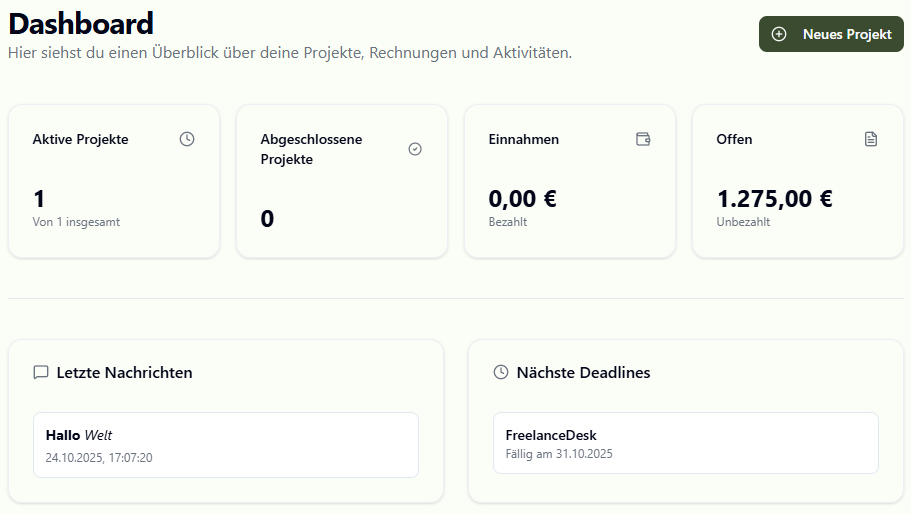 Dashboard
Hier siehst du einen Überblick über deine Projekte, Rechnungen und Aktivitäten.
Neues Projekt
Aktive Projekte
1
Von 1 insgesamt
Abgeschlossene
Projekte
0
Einnahmen
0,00 €
Bezahlt
Offen
1.275,00 €
Unbezahlt
Letzte Nachrichten
Hallo Welt
24.10.2025, 17:07:20
Nächste Deadlines
FreelanceDesk
Fällig am 31.10.2025